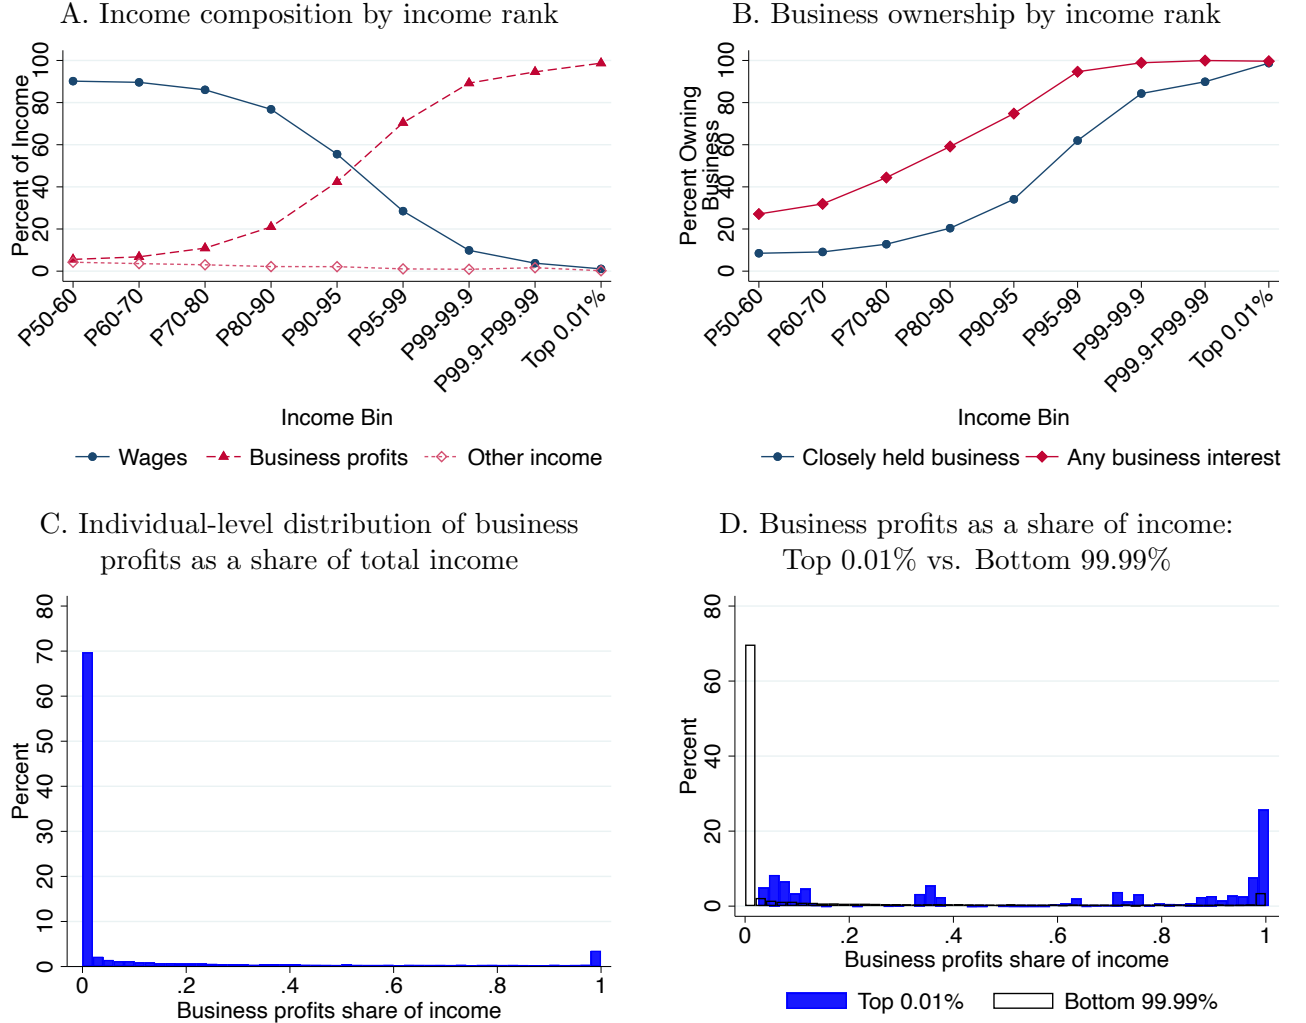 A. Income composition by income rank
Percent of Income
0
20
40
60
80
100
P50-60
P60-70
P70-80
P80-90
P90-95
P95-99
P99-99.9
P99.9-P99.99
Top 0.01%
Income Bin
Wages
Business profits
Other income
B. Business ownership by income rank
Percent Owning
Business
0
20
40
60
80
100
P50-60
P60-70
P70-80
P80-90
P90-95
P95-99
P99-99.9
P99.9-P99.99
Top 0.01%
Income Bin
Closely held business
Any business interest
C. Individual-level distribution of business
profits as a share of total income
Percent
0
10
20
30
40
50
60
70
80
0
.2
.4
.6
.8
1
Business profits share of income
D. Business profits as a share of income:
Top 0.01% vs. Bottom 99.99%
Percent
0
20
40
60
80
0
.2
.4
.6
.8
1
Business profits share of income
Top 0.01%
Bottom 99.99%